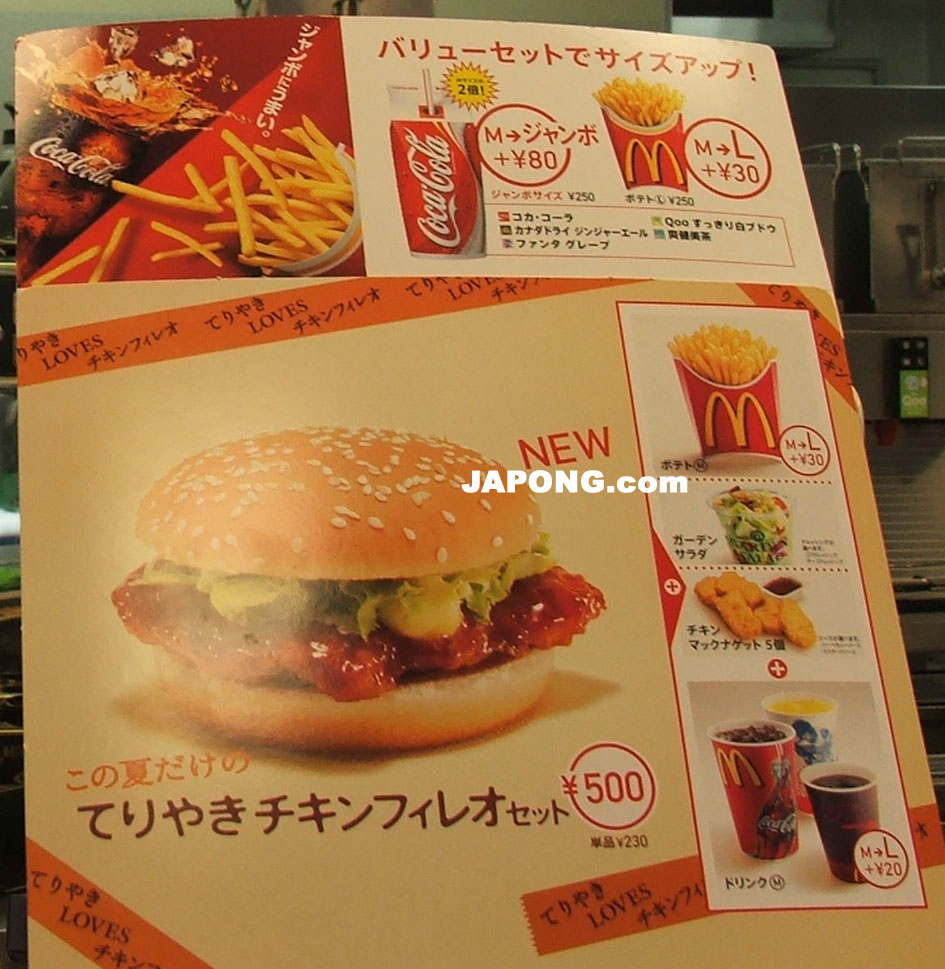 ジャンボにうまい。
Coca-Cola
バリューセットでサイズアップ!
2倍!
Coca-Cola
M→ジャンボ
+¥80
ジャンボサイズ ¥250
M→L
+¥30
ポテトⓁ ¥250
コカ・コーラ
カナダドライ ジンジャーエール
ファンタ グレープ
Qoo すっきり白ブドウ
爽健美茶
りやき
LOVES
チキンフィレオ
てりやき
LOVES
チキンフィレオ
てりや
LOVE
チキン
NEW
JAPONG.com
M→L
+¥30
ポテトⓂ
ガーデン
サラダ
+
チキン
マックナゲット 5個
+
Coca-Cola
M→L
+¥20
ドリンクⓂ
この夏だけの
てりやきチキンフィレオセット
¥500
単品 ¥230
てりやき
LOVES
チキンフ
てりやき
LOVES
チキンフィ
Qoo